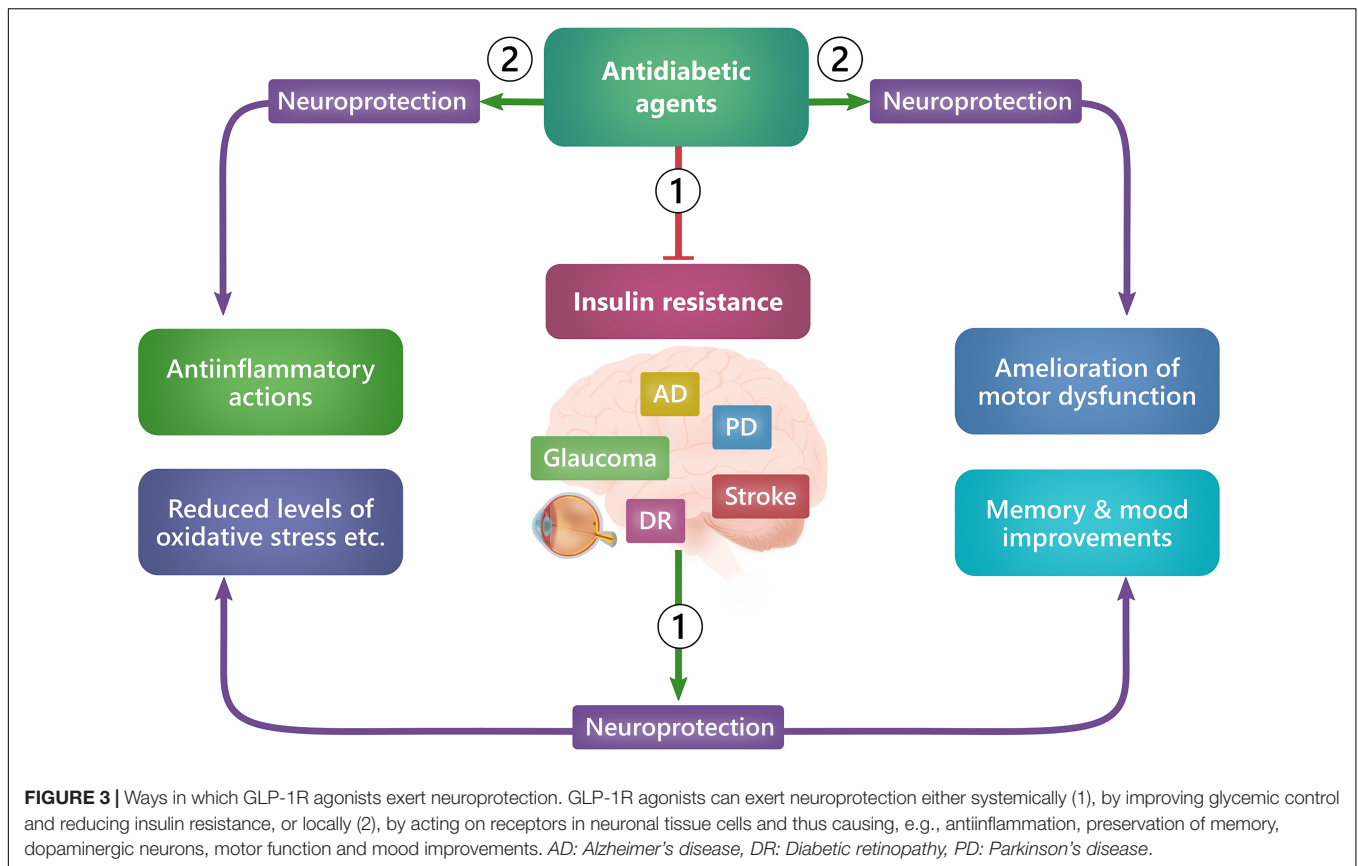 2
Antidiabetic
agents
2
Neuroprotection
Neuroprotection
1
Insulin resistance
Antiinflammatory
actions
Amelioration of
motor dysfunction
AD
PD
Glaucoma
Stroke
DR
Reduced levels of
oxidative stress etc.
Memory & mood
improvements
1
Neuroprotection
FIGURE 3 | Ways in which GLP-1R agonists exert neuroprotection. GLP-1R agonists can exert neuroprotection either systemically (1), by improving glycemic control
and reducing insulin resistance, or locally (2), by acting on receptors in neuronal tissue cells and thus causing, e.g., antiinflammation, preservation of memory,
dopaminergic neurons, motor function and mood improvements. AD: Alzheimer's disease, DR: Diabetic retinopathy, PD: Parkinson's disease.